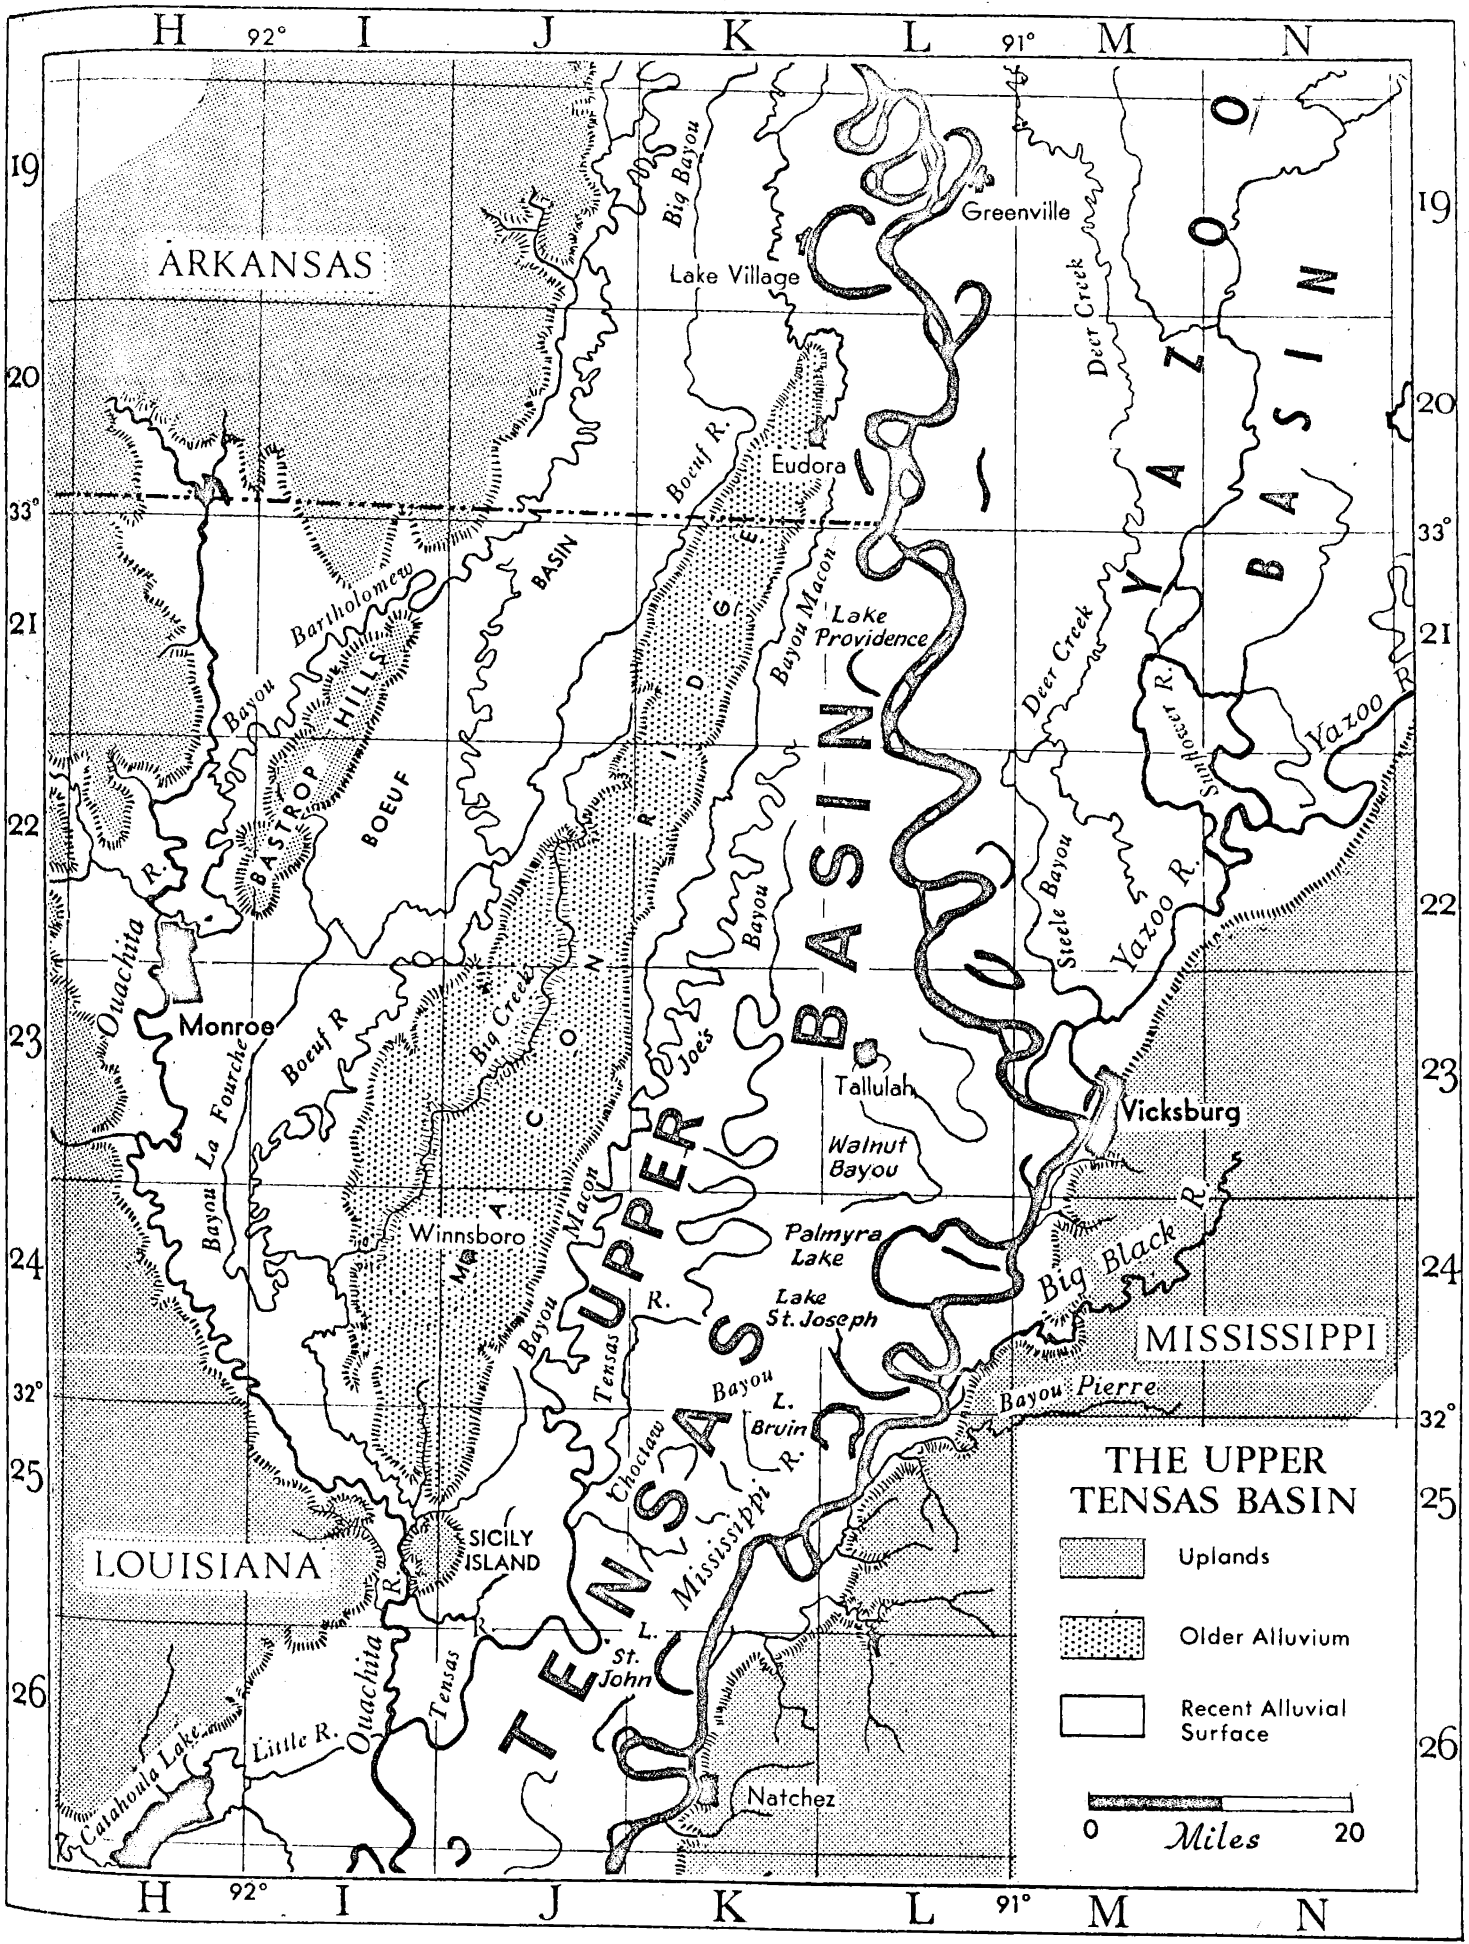 H 92° I J K L 91° M N
19
19
Big Bayou
Greenville
ARKANSAS
Lake Village
Deer Creek
YAZOO BASIN
20
20
Boeuf R.
Eudora
33°
33°
BASIN
Bartholomew
Bayou Macon
Lake
Providence
21
21
Deer Creek
Sunflower R.
Yazoo R
Bayou
BASTROP HILLS
BOEUF
MACON RIDGE
22
22
R.
Ouachita
Bayou
Steele Bayou
Yazoo R.
Big Creek
Monroe
Boeuf R
Joe's
Tallulah
23
23
Vicksburg
Bayou La Fourche
Walnut
Bayou
UPPER
TENSAS BASIN
Winnsboro
Bayou Macon
Palmyra
Lake
Big Black R
24
24
Lake
St. Joseph
Tensas R.
MISSISSIPPI
Bayou Pierre
32°
32°
Choctaw Bayou
L.
Bruin
Mississippi R.
25
25
SICILY
ISLAND
LOUISIANA
Ouachita R.
Tensas R.
L.
St.
John
26
26
Little R.
Catahoula Lake
Natchez
THE UPPER
TENSAS BASIN
Uplands
Older Alluvium
Recent Alluvial
Surface
0 Miles 20
H 92° I J K L 91° M N